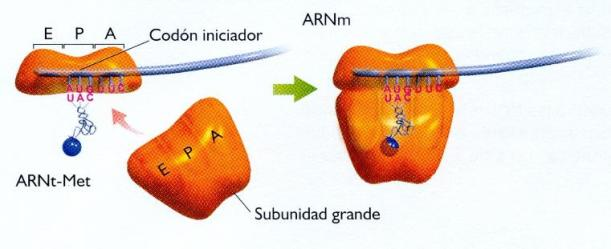 E P A
Codón iniciador
AUGUUC
UAC
ARNt-Met
E P A
Subunidad grande
ARNm
AUGUUC
UAC